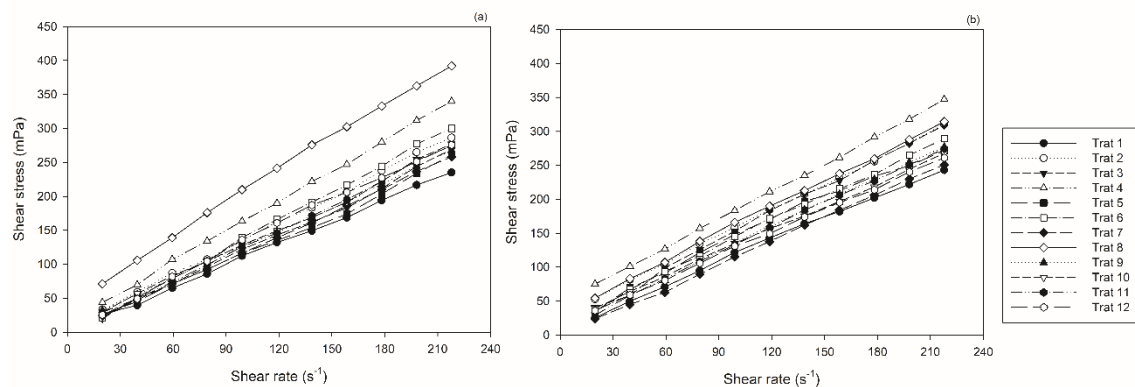 (a)
450
400
350
300
250
200
150
100
50
0
Shear stress (mPa)
0 30 60 90 120 150 180 210 240
Shear rate (s⁻¹)
(b)
450
400
350
300
250
200
150
100
50
0
Shear stress (mPa)
0 30 60 90 120 150 180 210 240
Shear rate (s⁻¹)
Trat 1
Trat 2
Trat 3
Trat 4
Trat 5
Trat 6
Trat 7
Trat 8
Trat 9
Trat 10
Trat 11
Trat 12